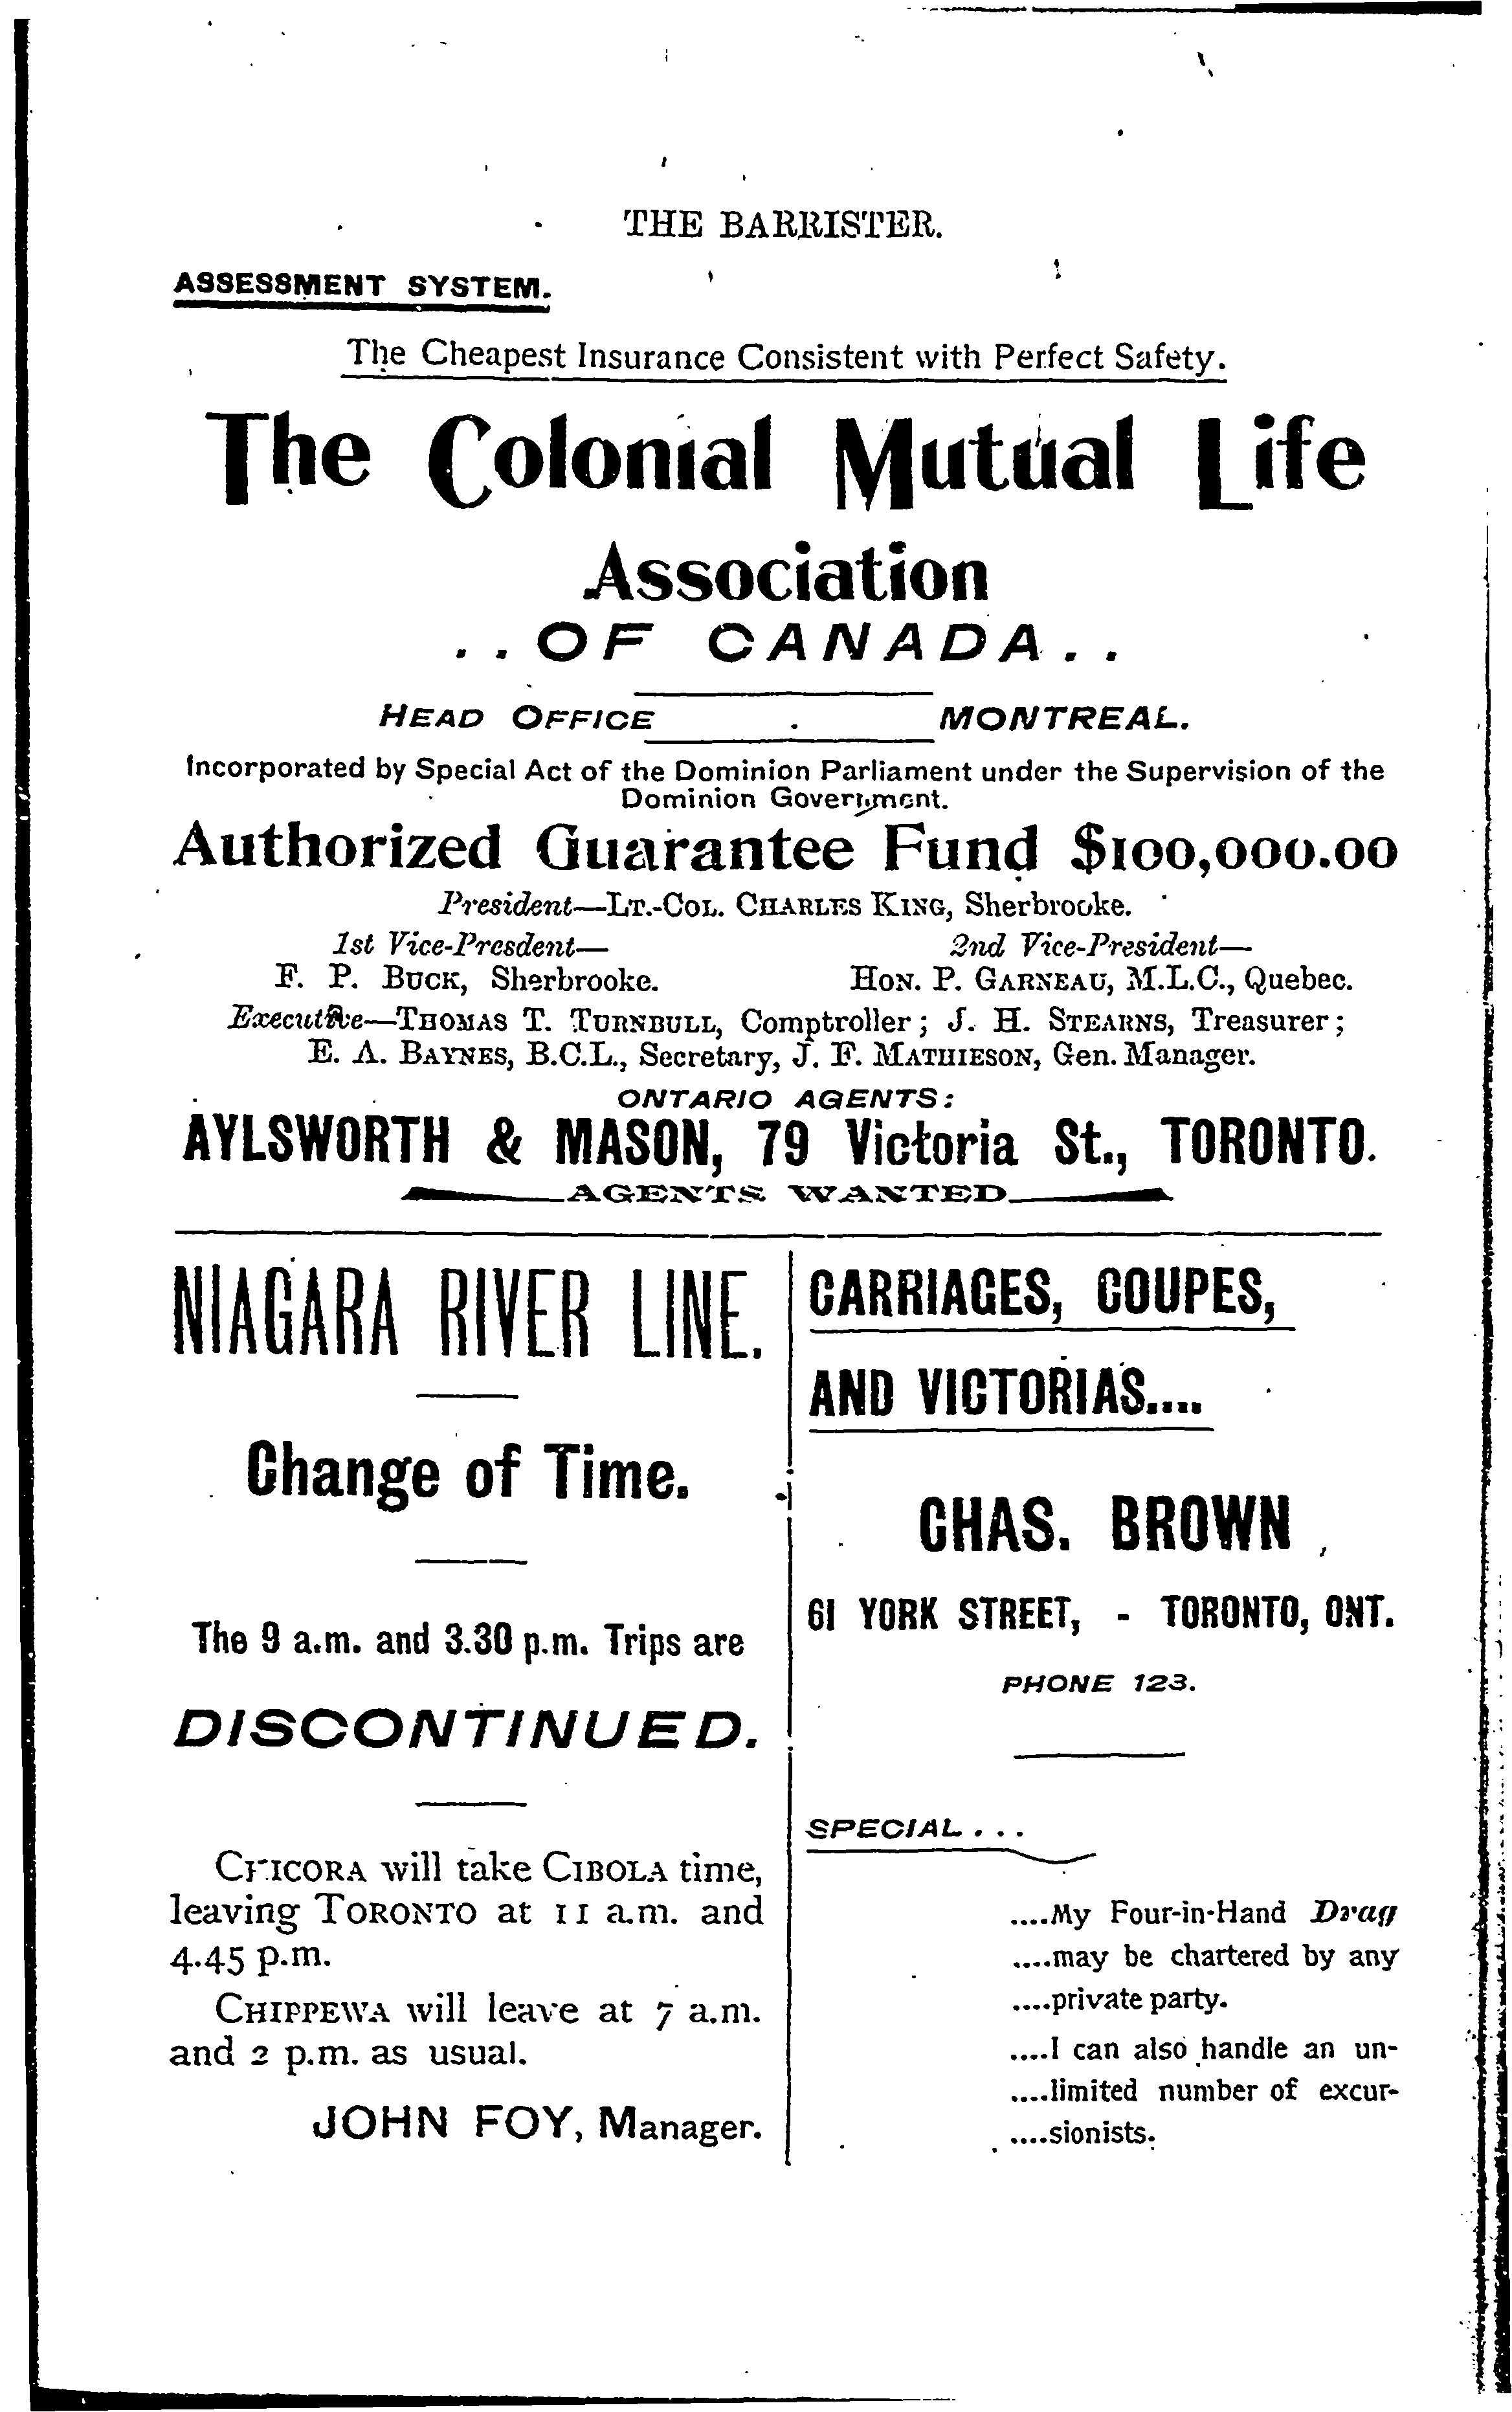 THE BARRISTER.
ASSESSMENT SYSTEM.
The Cheapest Insurance Consistent with Perfect Safety.
The Colonial Mutual Life
Association
..OF CANADA..
HEAD OFFICE MONTREAL.
Incorporated by Special Act of the Dominion Parliament under the Supervision of the
Dominion Government.
Authorized Guarantee Fund $100,000.00
President—LT.-COL. CHARLES KING, Sherbrooke.
1st Vice-Presdent—
F. P. BUCK, Sherbrooke.
2nd Vice-President—
HON. P. GARNEAU, M.L.C., Quebec.
Executive—THOMAS T. TURNBULL, Comptroller; J. H. STEARNS, Treasurer;
E. A. BAYNES, B.C.L., Secretary, J. F. MATHIESON, Gen. Manager.
ONTARIO AGENTS:
AYLSWORTH & MASON, 79 Victoria St., TORONTO.
AGENTS WANTED
NIAGARA RIVER LINE.
Change of Time.
The 9 a.m. and 3.30 p.m. Trips are
DISCONTINUED.
CHICORA will take CIBOLA time,
leaving TORONTO at 11 a.m. and
4.45 p.m.
CHIPPEWA will leave at 7 a.m.
and 2 p.m. as usual.
JOHN FOY, Manager.
CARRIAGES, COUPES,
AND VICTORIAS....
CHAS. BROWN
61 YORK STREET, - TORONTO, ONT.
PHONE 123.
SPECIAL...
....My Four-in-Hand Drag
....may be chartered by any
....private party.
....I can also handle an un-
....limited number of excur-
....sionists.